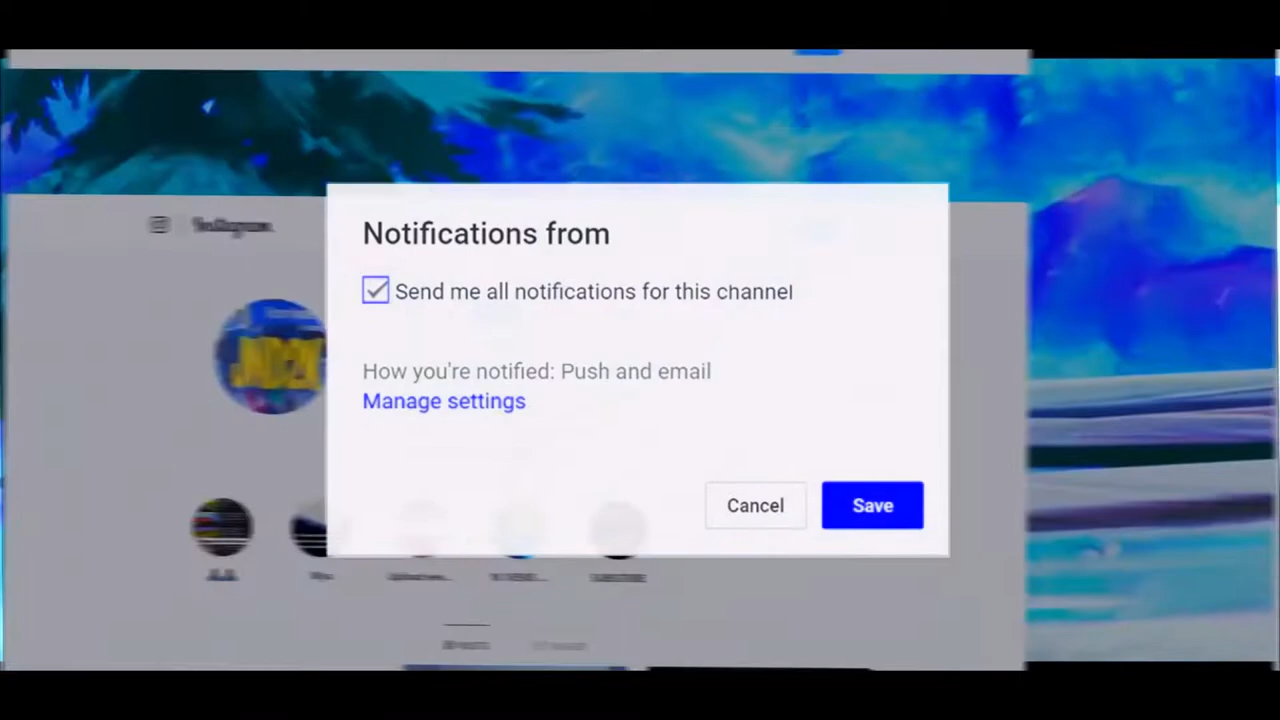 Instagram
Notifications from
Send me all notifications for this channel
How you're notified: Push and email
Manage settings
Cancel
Save